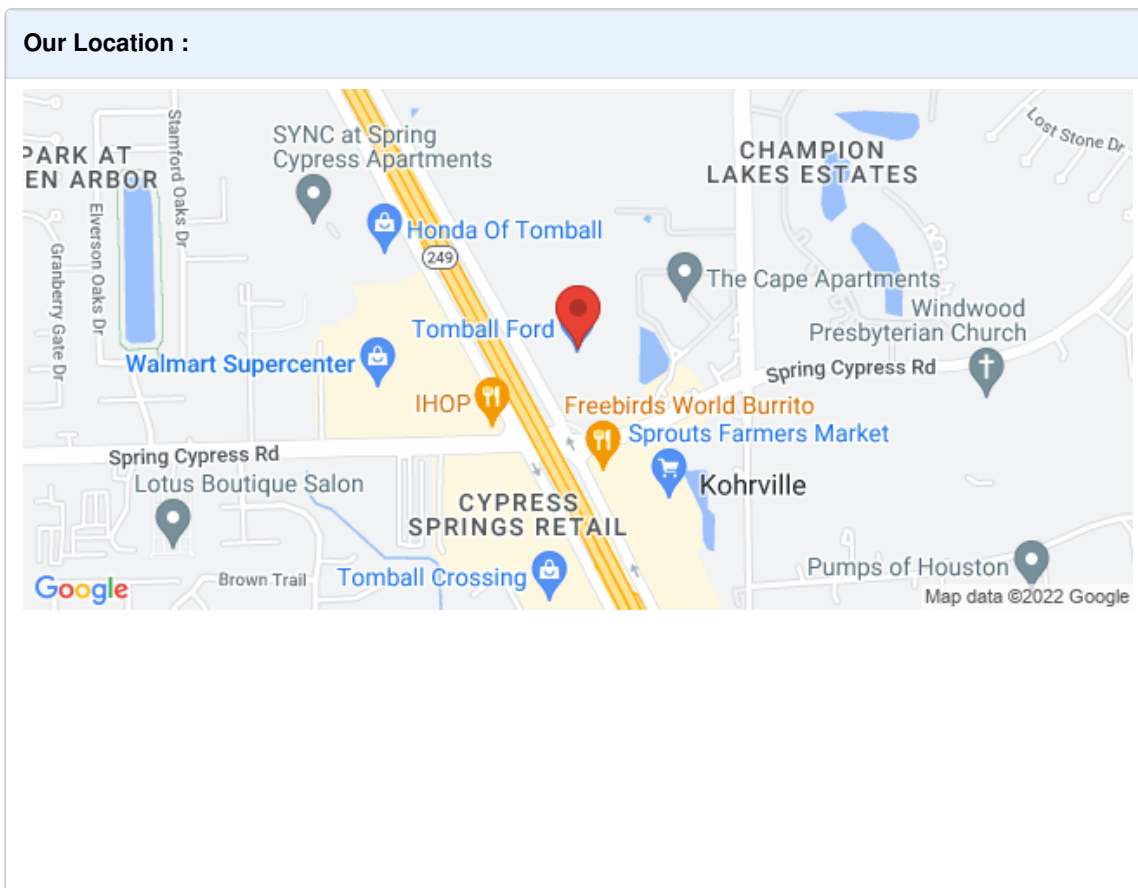 Our Location :
PARK AT
EN ARBOR
Stamford Oaks Dr
SYNC at Spring
Cypress Apartments
CHAMPION
LAKES ESTATES
Lost Stone Dr
Elverson Oaks Dr
Granberry Gate Dr
Honda Of Tomball
249
The Cape Apartments
Tomball Ford
Windwood
Presbyterian Church
Walmart Supercenter
Spring Cypress Rd
IHOP
Freebirds World Burrito
Sprouts Farmers Market
Spring Cypress Rd
Lotus Boutique Salon
Kohrville
CYPRESS
SPRINGS RETAIL
Pumps of Houston
Brown Trail
Tomball Crossing
Google
Map data ©2022 Google